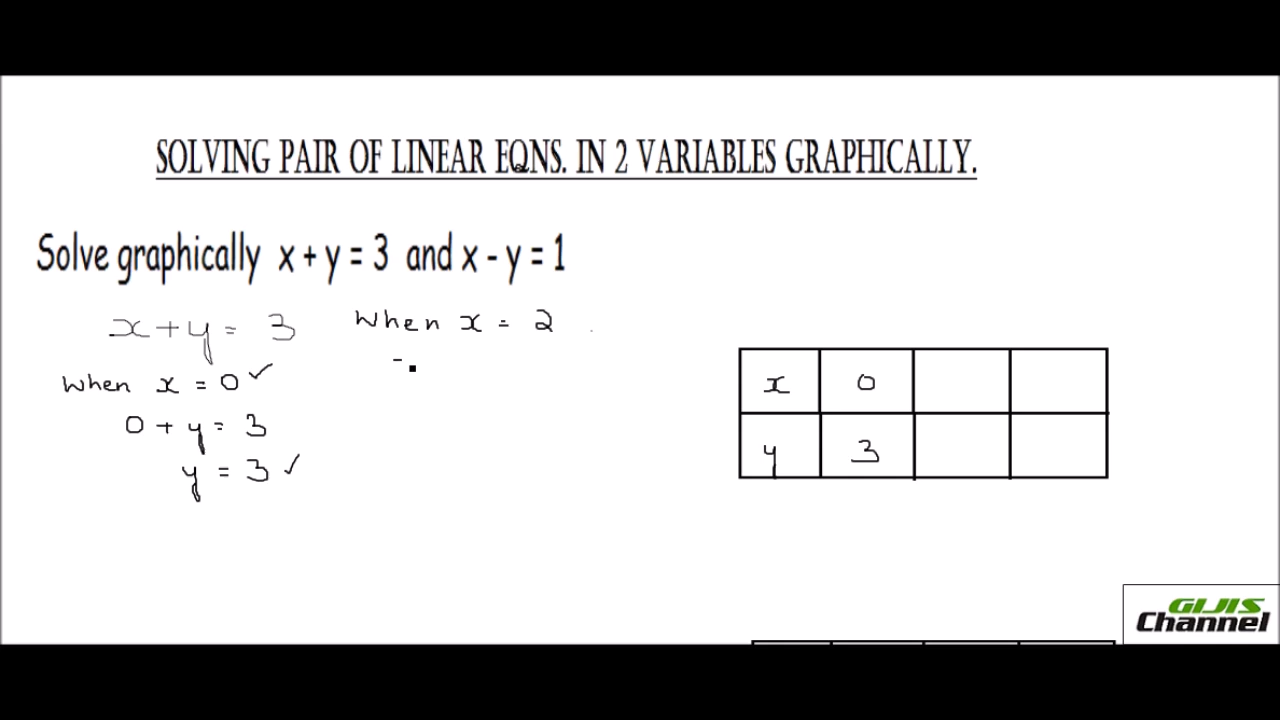 SOLVING PAIR OF LINEAR EQNS. IN 2 VARIABLES GRAPHICALLY.
Solve graphically x + y = 3 and x - y = 1
x + y = 3
when x = 0 ✓
0 + y = 3
y = 3 ✓
when x = 2
x 0
y 3
GIJIS
Channel